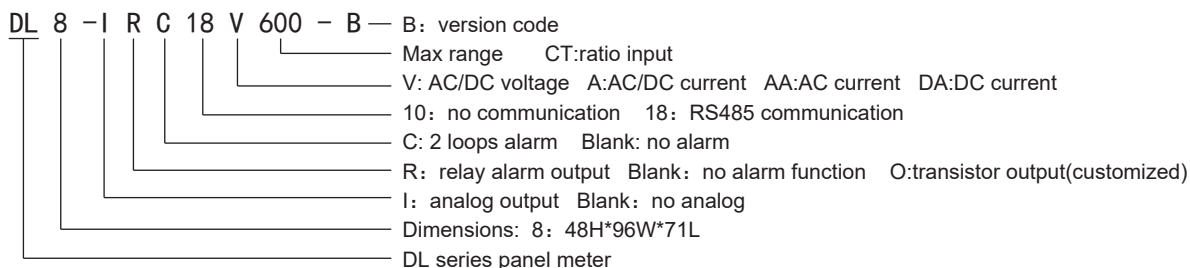 DL 8 -I R C 18 V 600 - B
B：version code
Max range CT:ratio input
V: AC/DC voltage A:AC/DC current AA:AC current DA:DC current
10：no communication 18：RS485 communication
C: 2 loops alarm Blank: no alarm
R：relay alarm output Blank：no alarm function O:transistor output(customized)
I：analog output Blank：no analog
Dimensions: 8：48H*96W*71L
DL series panel meter